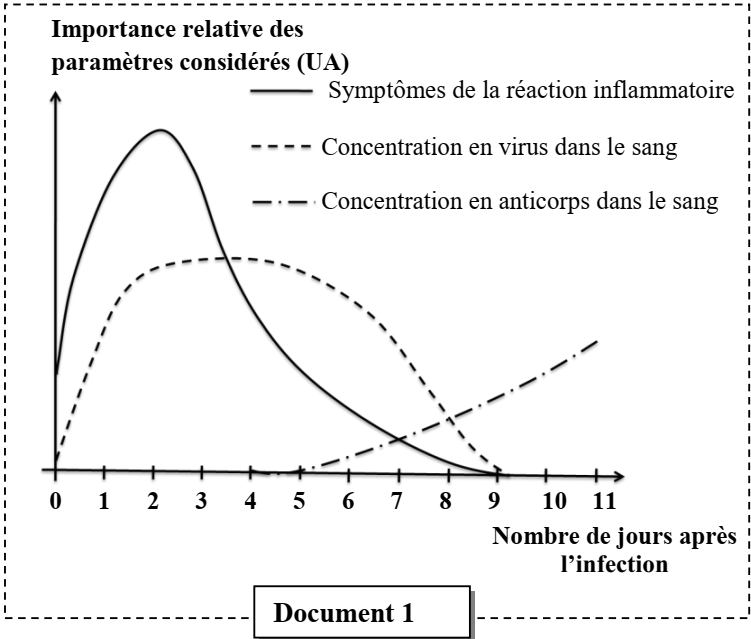 Importance relative des
paramètres considérés (UA)
Symptômes de la réaction inflammatoire
Concentration en virus dans le sang
Concentration en anticorps dans le sang
0 1 2 3 4 5 6 7 8 9 10 11
Nombre de jours après
l’infection
Document 1